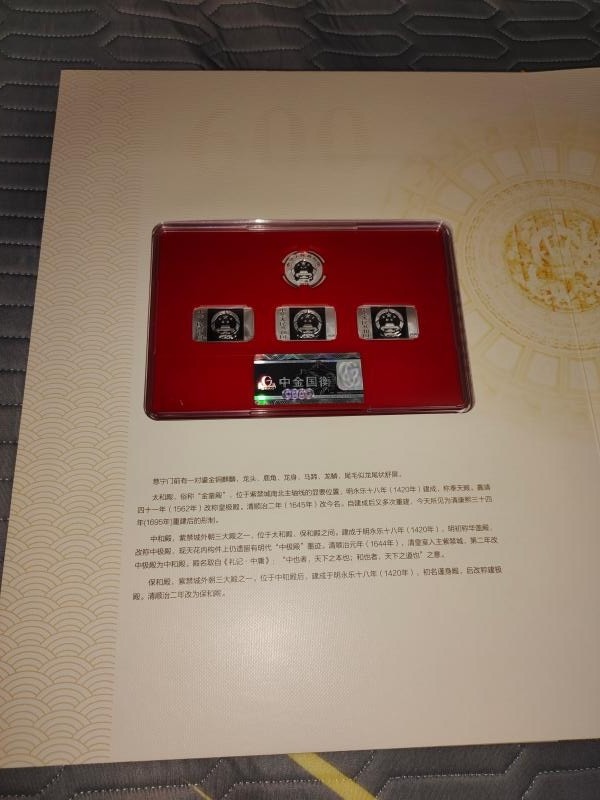 600
中金国衡
慈宁门前有一对鎏金铜麒麟，龙头、鹿角、龙身、马蹄、龙鳞，尾毛似龙尾状舒展。
太和殿，俗称“金銮殿”，位于紫禁城南北主轴线的显要位置，明永乐十八年（1420年）建成，称奉天殿。嘉靖
四十一年（1562年）改称皇极殿，清顺治二年（1645年）改今名。自建成后又多次重建，今天所见为清康熙三十四
年(1695年)重建后的形制。
中和殿，紫禁城外朝三大殿之一，位于太和殿、保和殿之间。建成于明永乐十八年（1420年），明初称华盖殿，
改称中极殿，现天花内构件上仍遗留有明代“中极殿”墨迹。清顺治元年（1644年），清皇室入主紫禁城，第二年改
中极殿为中和殿，殿名取自《礼记·中庸》：“中也者，天下之本也；和也者，天下之道也”之意。
保和殿，紫禁城外朝三大殿之一，位于中和殿后，建成于明永乐十八年（1420年），初名谨身殿，后改称建极
殿。清顺治二年改为保和殿。